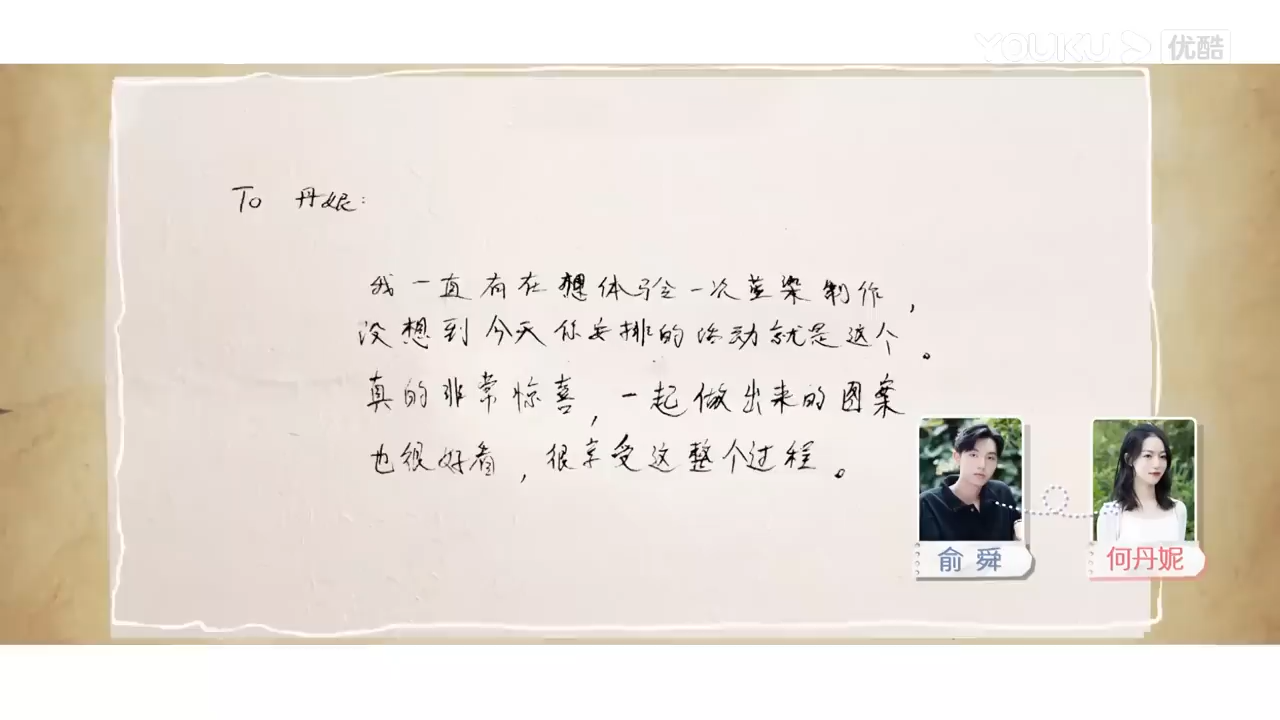 YOUKU 优酷
To 丹妮:
我一直有在想体验一次蓝染制作,
没想到今天你安排的活动就是这个。
真的非常惊喜,一起做出来的图案
也很好看,很享受这整个过程。
俞舜
何丹妮